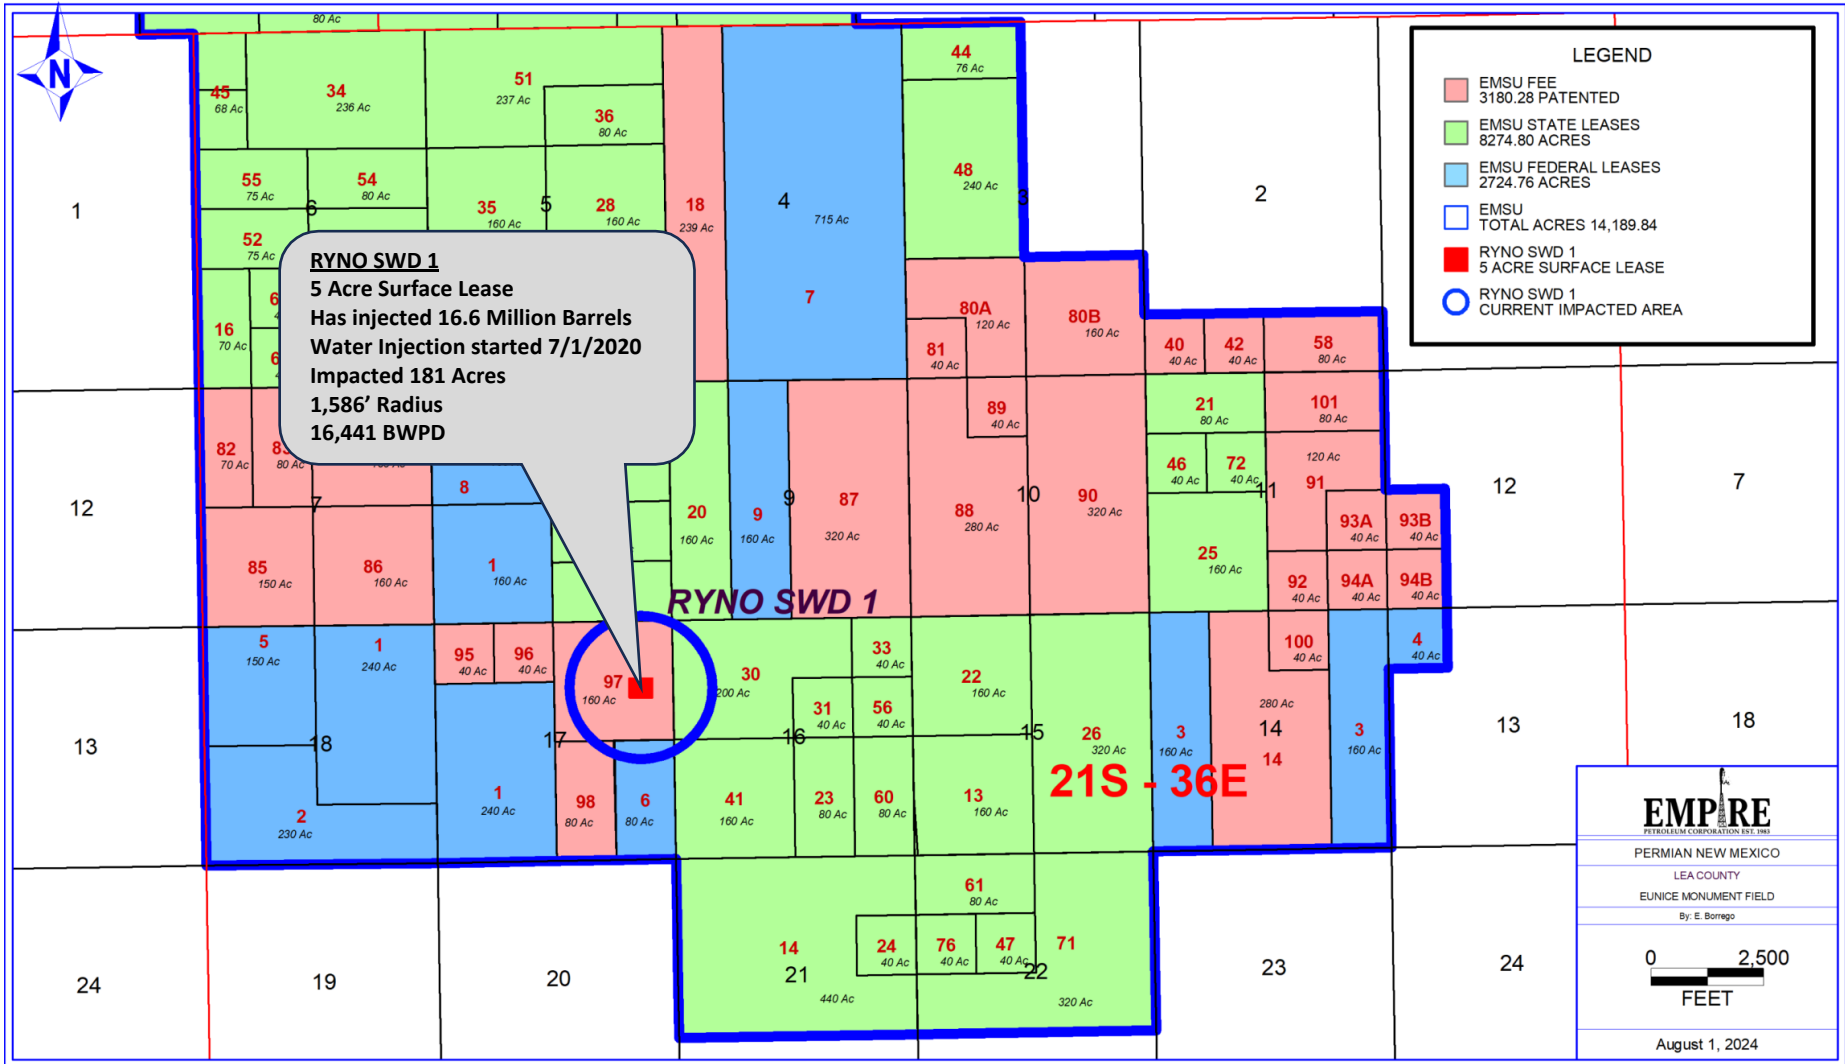 80 Ac
N
45
68 Ac
34
236 Ac
51
237 Ac
36
80 Ac
44
76 Ac
55
75 Ac
54
80 Ac
6
35
160 Ac
5
28
160 Ac
18
239 Ac
4
715 Ac
7
48
240 Ac
3
1
2
52
75 Ac
16
70 Ac
80A
120 Ac
80B
160 Ac
81
40 Ac
40
40 Ac
42
40 Ac
58
80 Ac
89
40 Ac
21
80 Ac
101
80 Ac
RYNO SWD 1
5 Acre Surface Lease
Has injected 16.6 Million Barrels
Water Injection started 7/1/2020
Impacted 181 Acres
1,586’ Radius
16,441 BWPD
82
70 Ac
80 Ac
7
8
12
20
160 Ac
9
160 Ac
9
87
320 Ac
88
280 Ac
10
90
320 Ac
46
40 Ac
72
40 Ac
11
120 Ac
91
93A
40 Ac
93B
40 Ac
12
7
85
150 Ac
86
160 Ac
1
160 Ac
25
160 Ac
92
40 Ac
94A
40 Ac
94B
40 Ac
RYNO SWD 1
5
150 Ac
1
240 Ac
95
40 Ac
96
40 Ac
97
160 Ac
30
200 Ac
33
40 Ac
31
40 Ac
56
40 Ac
22
160 Ac
100
40 Ac
4
40 Ac
13
18
17
16
15
26
320 Ac
3
160 Ac
280 Ac
14
14
3
160 Ac
13
18
21S - 36E
2
230 Ac
1
240 Ac
98
80 Ac
6
80 Ac
41
160 Ac
23
80 Ac
60
80 Ac
13
160 Ac
61
80 Ac
14
21
440 Ac
24
40 Ac
76
40 Ac
47
40 Ac
71
22
320 Ac
24
19
20
23
24
LEGEND
EMSU FEE
3180.28 PATENTED
EMSU STATE LEASES
8274.80 ACRES
EMSU FEDERAL LEASES
2724.76 ACRES
EMSU
TOTAL ACRES 14,189.84
RYNO SWD 1
5 ACRE SURFACE LEASE
RYNO SWD 1
CURRENT IMPACTED AREA
EMPIRE
PETROLEUM CORPORATION EST. 1983
PERMIAN NEW MEXICO
LEA COUNTY
EUNICE MONUMENT FIELD
By: E. Borrego
0 2,500
FEET
August 1, 2024